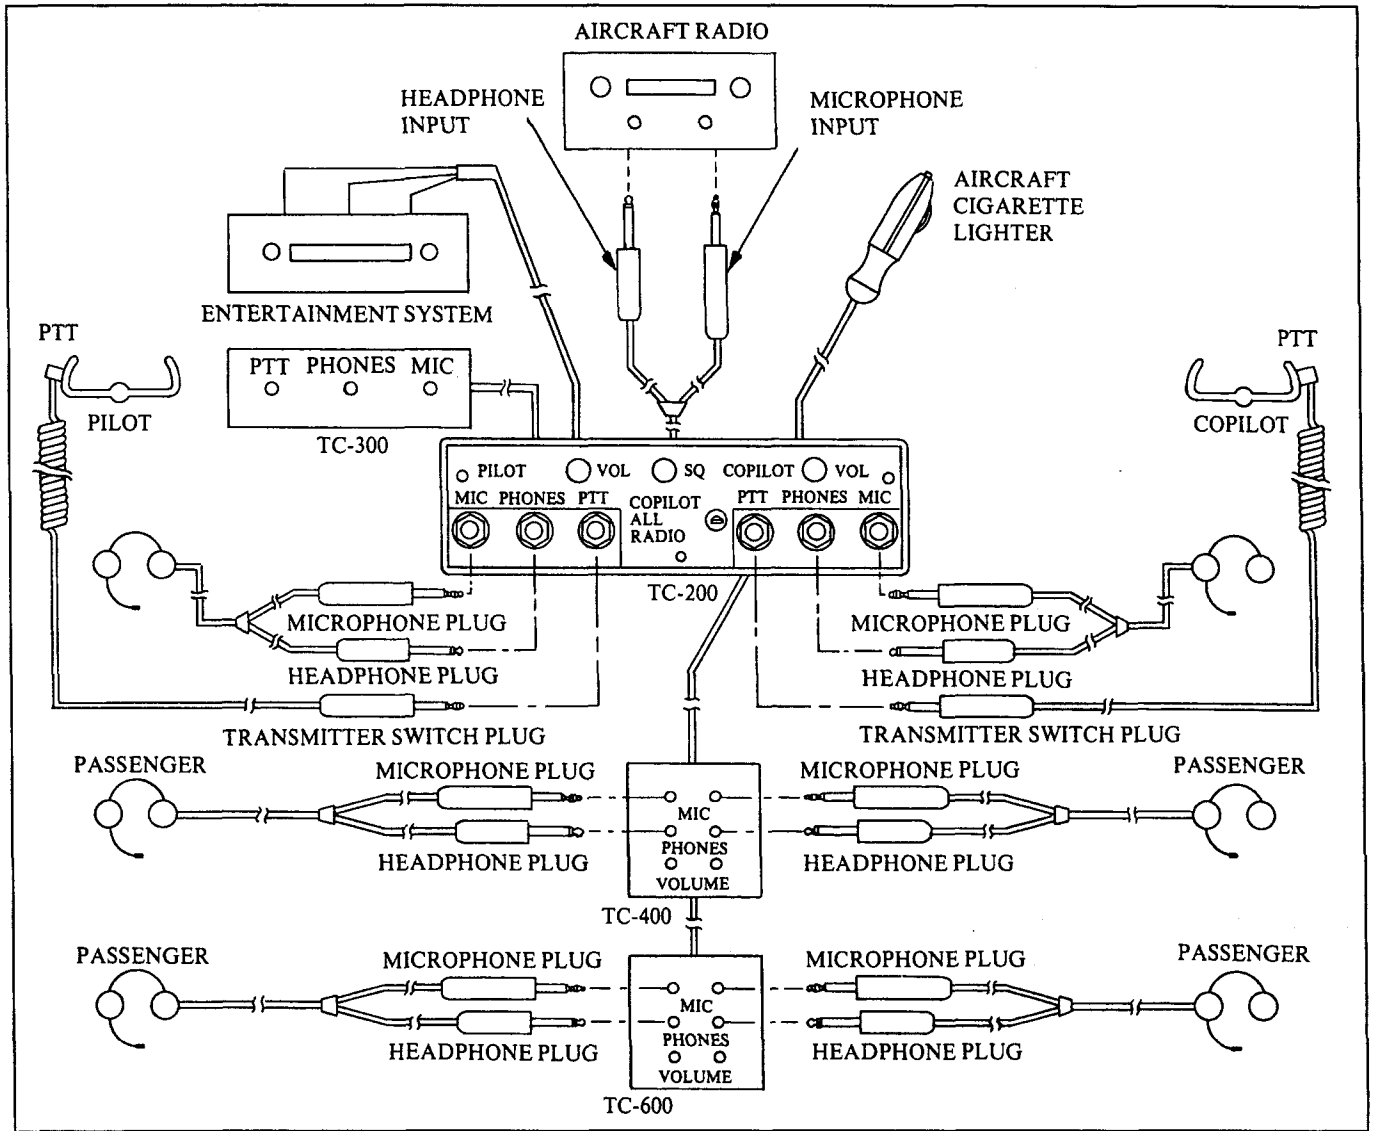 AIRCRAFT RADIO
HEADPHONE
INPUT
MICROPHONE
INPUT
AIRCRAFT
CIGARETTE
LIGHTER
ENTERTAINMENT SYSTEM
PTT
PILOT
PTT PHONES MIC
TC-300
PTT
COPILOT
PILOT VOL SQ COPILOT VOL
MIC PHONES PTT
COPILOT
ALL
RADIO
PTT PHONES MIC
TC-200
MICROPHONE PLUG
HEADPHONE PLUG
TRANSMITTER SWITCH PLUG
MICROPHONE PLUG
HEADPHONE PLUG
TRANSMITTER SWITCH PLUG
PASSENGER
MICROPHONE PLUG
HEADPHONE PLUG
MIC
PHONES
VOLUME
TC-400
MICROPHONE PLUG
HEADPHONE PLUG
PASSENGER
PASSENGER
MICROPHONE PLUG
HEADPHONE PLUG
MIC
PHONES
VOLUME
TC-600
MICROPHONE PLUG
HEADPHONE PLUG
PASSENGER